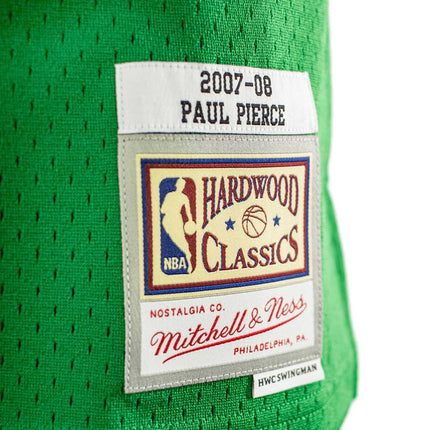 2007-08
PAUL PIERCE
NBA
HARDWOOD
CLASSICS
NOSTALGIA CO.
Mitchell & Ness
PHILADELPHIA, PA.
HWC SWINGMAN